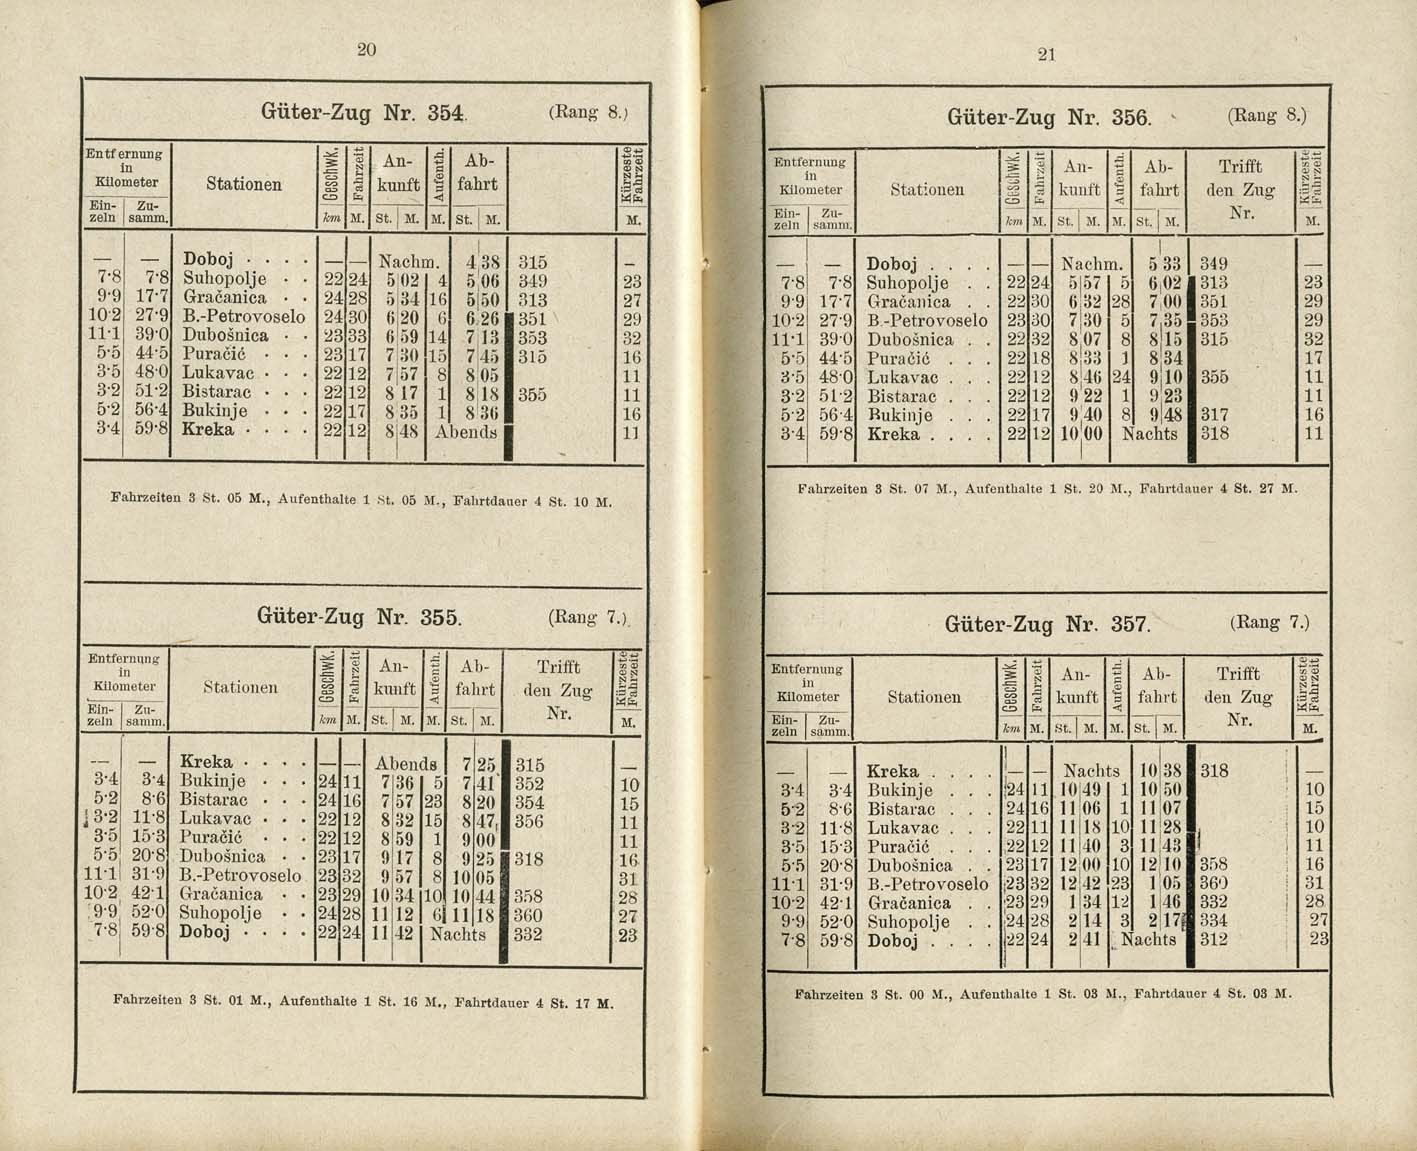 20
Güter-Zug Nr. 354. (Rang 8.)
Entfernung in Kilometer Stationen Geschwk. Fahrzeit An-kunft Aufenth. Ab-fahrt Kürzeste Fahrzeit
Ein-zeln Zu-samm. km M. St. M. M. St. M. M.
— — Doboj . . . . — — Nachm. 4 38 315 —
7·8 7·8 Suhopolje . . 22 24 5 02 4 5 06 349 23
9·9 17·7 Gračanica . . 24 28 5 34 16 5 50 313 27
10·2 27·9 B.-Petrovoselo 24 30 6 20 6 6 26 351 29
11·1 39·0 Dubošnica . . 23 33 6 59 14 7 13 353 32
5·5 44·5 Puračić . . . 23 17 7 30 15 7 45 315 16
3·5 48·0 Lukavac . . . 22 12 7 57 8 8 05 11
3·2 51·2 Bistarac . . . 22 12 8 17 1 8 18 355 11
5·2 56·4 Bukinje . . . 22 17 8 35 1 8 36 16
3·4 59·8 Kreka . . . . 22 12 8 48 Abends 11
Fahrzeiten 3 St. 05 M., Aufenthalte 1 St. 05 M., Fahrtdauer 4 St. 10 M.
Güter-Zug Nr. 355. (Rang 7.)
Entfernung in Kilometer Stationen Geschwk. Fahrzeit An-kunft Aufenth. Ab-fahrt Trifft den Zug Nr. Kürzeste Fahrzeit
Ein-zeln Zu-samm. km M. St. M. M. St. M. M.
— — Kreka . . . . — — Abends 7 25 315 —
3·4 3·4 Bukinje . . . 24 11 7 36 5 7 41 352 10
5·2 8·6 Bistarac . . . 24 16 7 57 23 8 20 354 15
3·2 11·8 Lukavac . . . 22 12 8 32 15 8 47 356 11
3·5 15·3 Puračić . . . 22 12 8 59 1 9 00 11
5·5 20·8 Dubošnica . . 23 17 9 17 8 9 25 318 16
11·1 31·9 B.-Petrovoselo 23 32 9 57 8 10 05 31
10·2 42·1 Gračanica . . 23 29 10 34 10 10 44 358 28
9·9 52·0 Suhopolje . . 24 28 11 12 6 11 18 360 27
7·8 59·8 Doboj . . . . 22 24 11 42 Nachts 332 23
Fahrzeiten 3 St. 01 M., Aufenthalte 1 St. 16 M., Fahrtdauer 4 St. 17 M.
21
Güter-Zug Nr. 356. (Rang 8.)
Entfernung in Kilometer Stationen Geschwk. Fahrzeit An-kunft Aufenth. Ab-fahrt Trifft den Zug Nr. Kürzeste Fahrzeit
Ein-zeln Zu-samm. km M. St. M. M. St. M. M.
— — Doboj . . . . — — Nachm. 5 33 349 —
7·8 7·8 Suhopolje . . 22 24 5 57 5 6 02 313 23
9·9 17·7 Gračanica . . 22 30 6 32 28 7 00 351 29
10·2 27·9 B.-Petrovoselo 23 30 7 30 5 7 35 353 29
11·1 39·0 Dubošnica . . 22 32 8 07 8 8 15 315 32
5·5 44·5 Puračić . . . 22 18 8 33 1 8 34 17
3·5 48·0 Lukavac . . . 22 12 8 46 24 9 10 355 11
3·2 51·2 Bistarac . . . 22 12 9 22 1 9 23 11
5·2 56·4 Bukinje . . . 22 17 9 40 8 9 48 317 16
3·4 59·8 Kreka . . . . 22 12 10 00 Nachts 318 11
Fahrzeiten 3 St. 07 M., Aufenthalte 1 St. 20 M., Fahrtdauer 4 St. 27 M.
Güter-Zug Nr. 357. (Rang 7.)
Entfernung in Kilometer Stationen Geschwk. Fahrzeit An-kunft Aufenth. Ab-fahrt Trifft den Zug Nr. Kürzeste Fahrzeit
Ein-zeln Zu-samm. km M. St. M. M. St. M. M.
— — Kreka . . . . — — Nachts 10 38 318 —
3·4 3·4 Bukinje . . . 24 11 10 49 1 10 50 10
5·2 8·6 Bistarac . . . 24 16 11 06 1 11 07 15
3·2 11·8 Lukavac . . . 22 11 11 18 10 11 28 10
3·5 15·3 Puračić . . . 22 12 11 40 3 11 43 11
5·5 20·8 Dubošnica . . 23 17 12 00 10 12 10 358 16
11·1 31·9 B.-Petrovoselo 23 32 12 42 23 1 05 360 31
10·2 42·1 Gračanica . . 23 29 1 34 12 1 46 332 28
9·9 52·0 Suhopolje . . 24 28 2 14 3 2 17 334 27
7·8 59·8 Doboj . . . . 22 24 2 41 Nachts 312 23
Fahrzeiten 3 St. 00 M., Aufenthalte 1 St. 03 M., Fahrtdauer 4 St. 03 M.